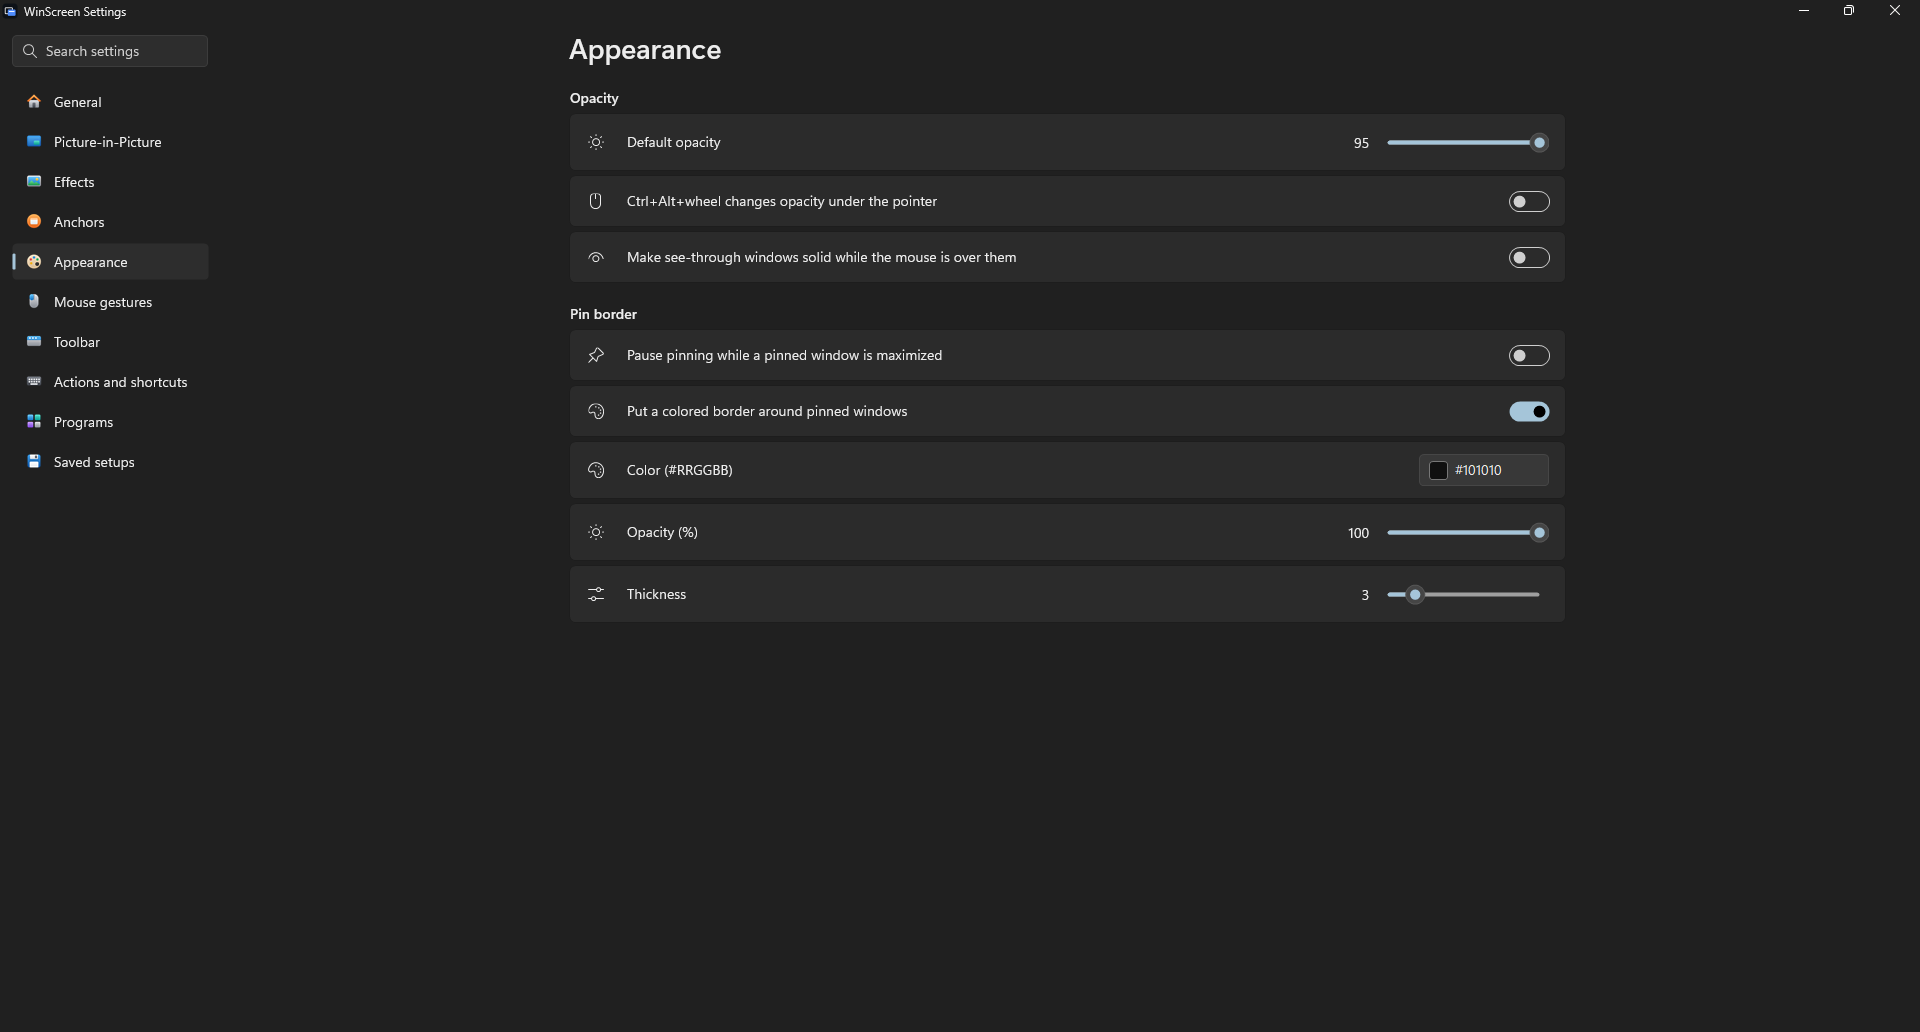 WinScreen Settings
Search settings
General
Picture-in-Picture
Effects
Anchors
Appearance
Mouse gestures
Toolbar
Actions and shortcuts
Programs
Saved setups
Appearance
Opacity
Default opacity 95
Ctrl+Alt+wheel changes opacity under the pointer
Make see-through windows solid while the mouse is over them
Pin border
Pause pinning while a pinned window is maximized
Put a colored border around pinned windows
Color (#RRGGBB) #101010
Opacity (%) 100
Thickness 3